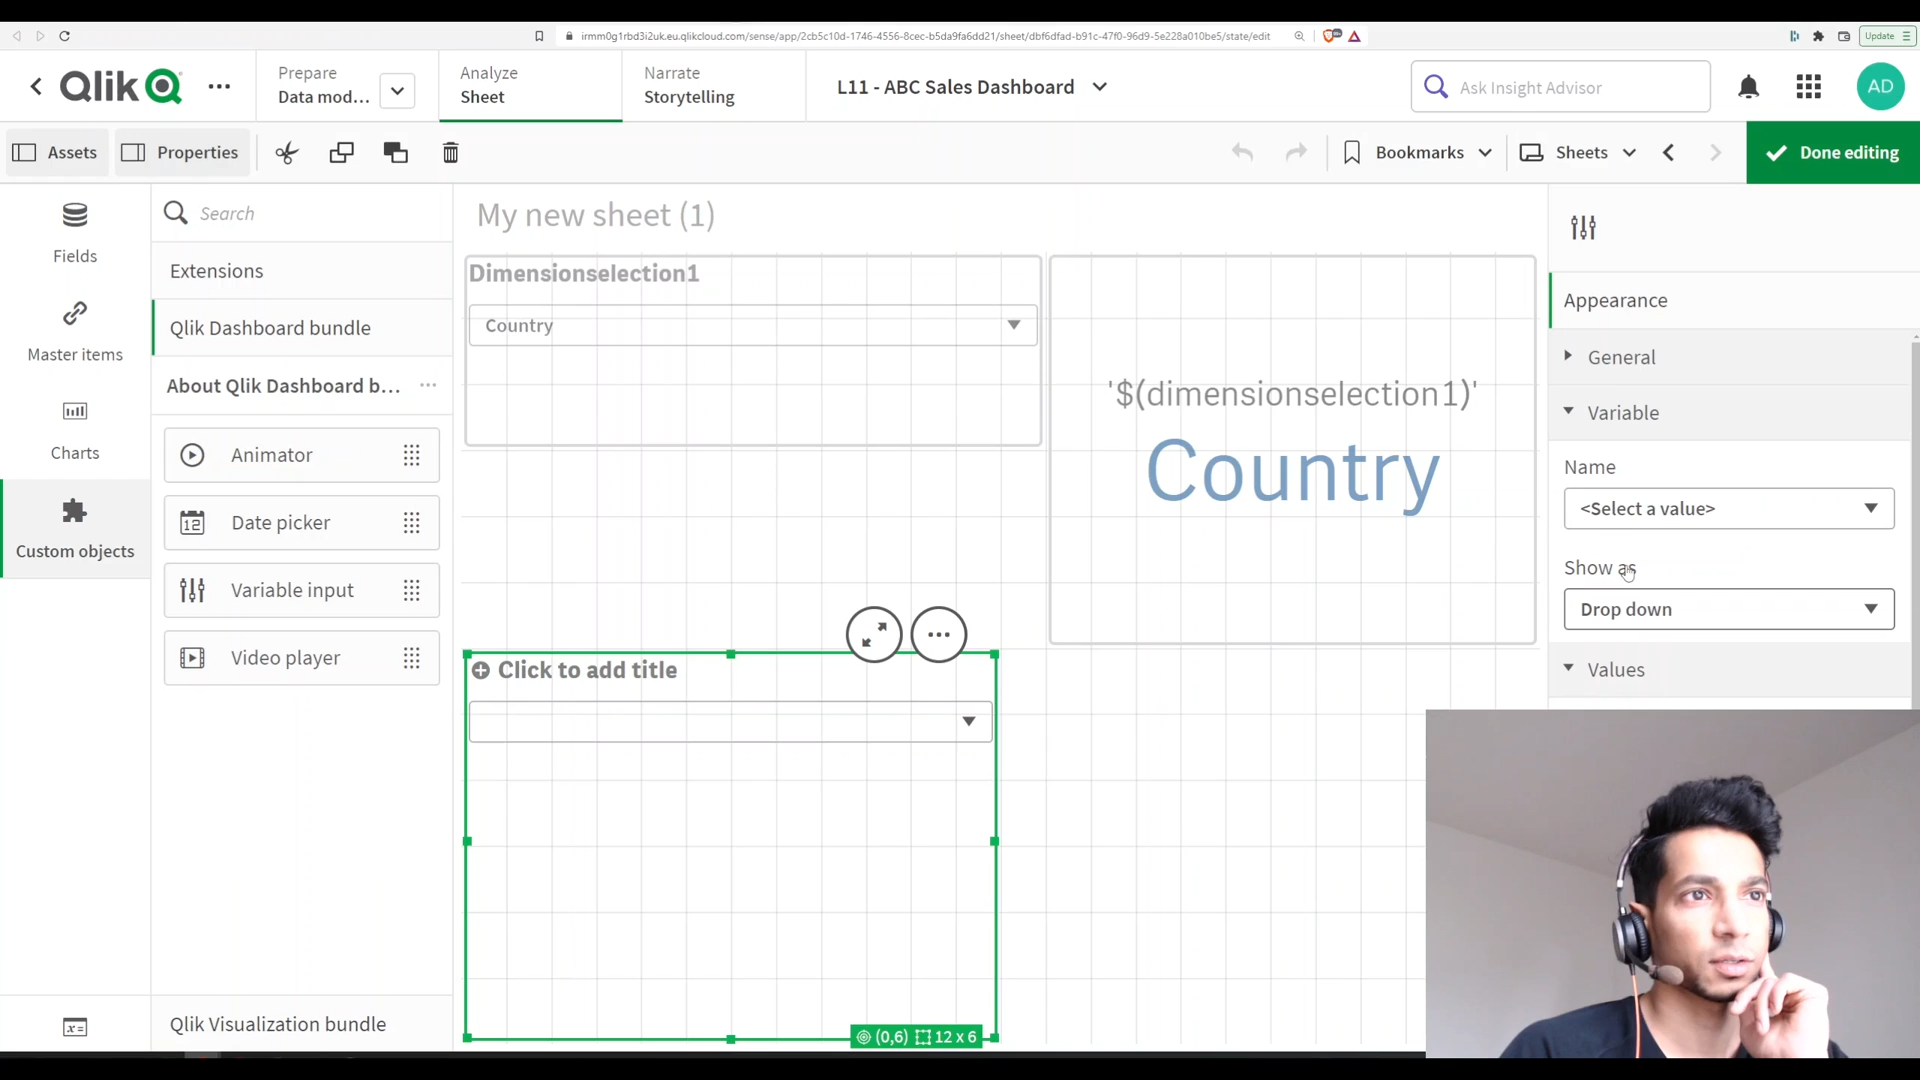 irmm0g1rbd3i2uk.eu.qlikcloud.com/sense/app/2cb5c10d-1746-4556-8cec-b5da9fa6dd21/sheet/dbf6dfad-b91c-47f0-96d9-5e228a010be5/state/edit
Update
Qlik
Prepare
Data mod...
Analyze
Sheet
Narrate
Storytelling
L11 - ABC Sales Dashboard
Ask Insight Advisor
AD
Assets
Properties
Bookmarks
Sheets
Done editing
Fields
Master items
Charts
Custom objects
Search
Extensions
Qlik Dashboard bundle
About Qlik Dashboard b...
Animator
12
Date picker
Variable input
Video player
Qlik Visualization bundle
My new sheet (1)
Dimensionselection1
Country
'$(dimensionselection1)'
Country
Click to add title
(0,6) 12 x 6
Appearance
General
Variable
Name
<Select a value>
Show as
Drop down
Values